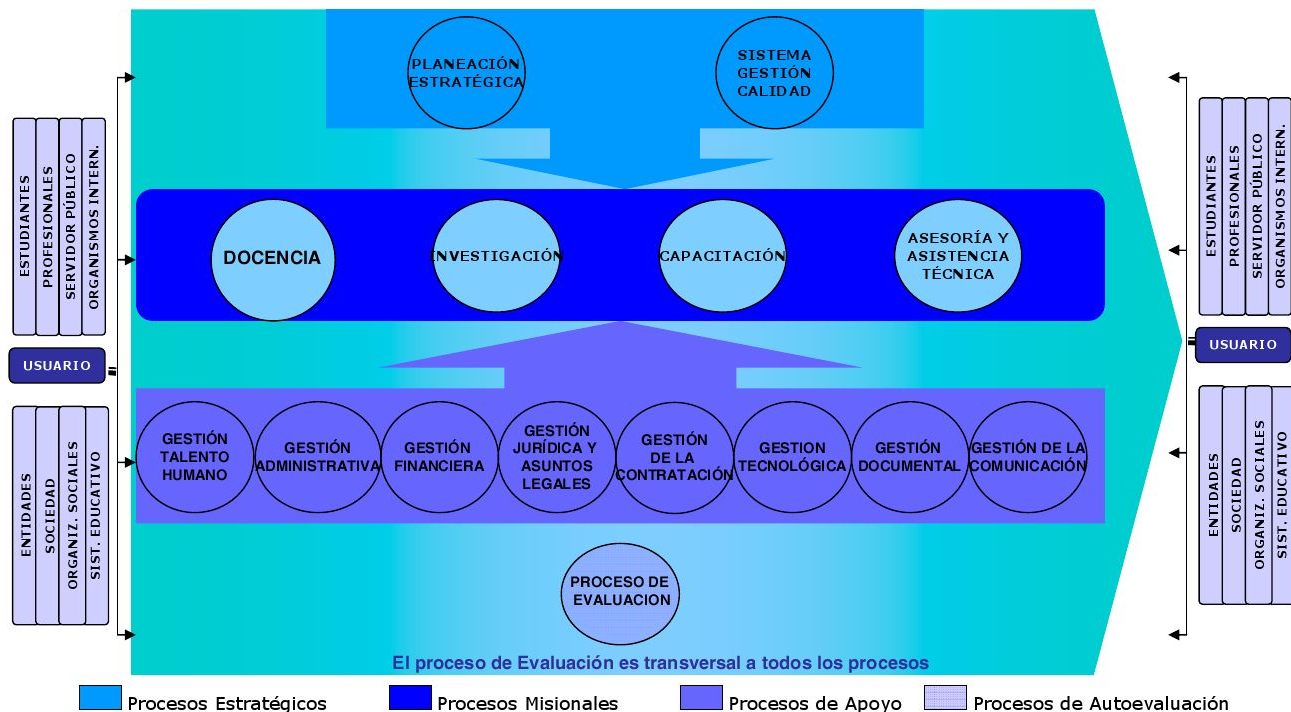 PLANEACIÓN
ESTRATÉGICA
SISTEMA
GESTIÓN
CALIDAD
ESTUDIANTES
PROFESIONALES
SERVIDOR PÚBLICO
ORGANISMOS INTERN.
USUARIO
ENTIDADES
SOCIEDAD
ORGANIZ. SOCIALES
SIST. EDUCATIVO
DOCENCIA
INVESTIGACIÓN
CAPACITACIÓN
ASESORÍA Y
ASISTENCIA
TÉCNICA
GESTIÓN
TALENTO
HUMANO
GESTIÓN
ADMINISTRATIVA
GESTIÓN
FINANCIERA
GESTIÓN
JURÍDICA Y
ASUNTOS
LEGALES
GESTIÓN
DE LA
CONTRATACIÓN
GESTION
TECNOLÓGICA
GESTIÓN
DOCUMENTAL
GESTIÓN DE LA
COMUNICACIÓN
PROCESO DE
EVALUACION
El proceso de Evaluación es transversal a todos los procesos
ESTUDIANTES
PROFESIONALES
SERVIDOR PÚBLICO
ORGANISMOS INTERN.
USUARIO
ENTIDADES
SOCIEDAD
ORGANIZ. SOCIALES
SIST. EDUCATIVO
Procesos Estratégicos
Procesos Misionales
Procesos de Apoyo
Procesos de Autoevaluación